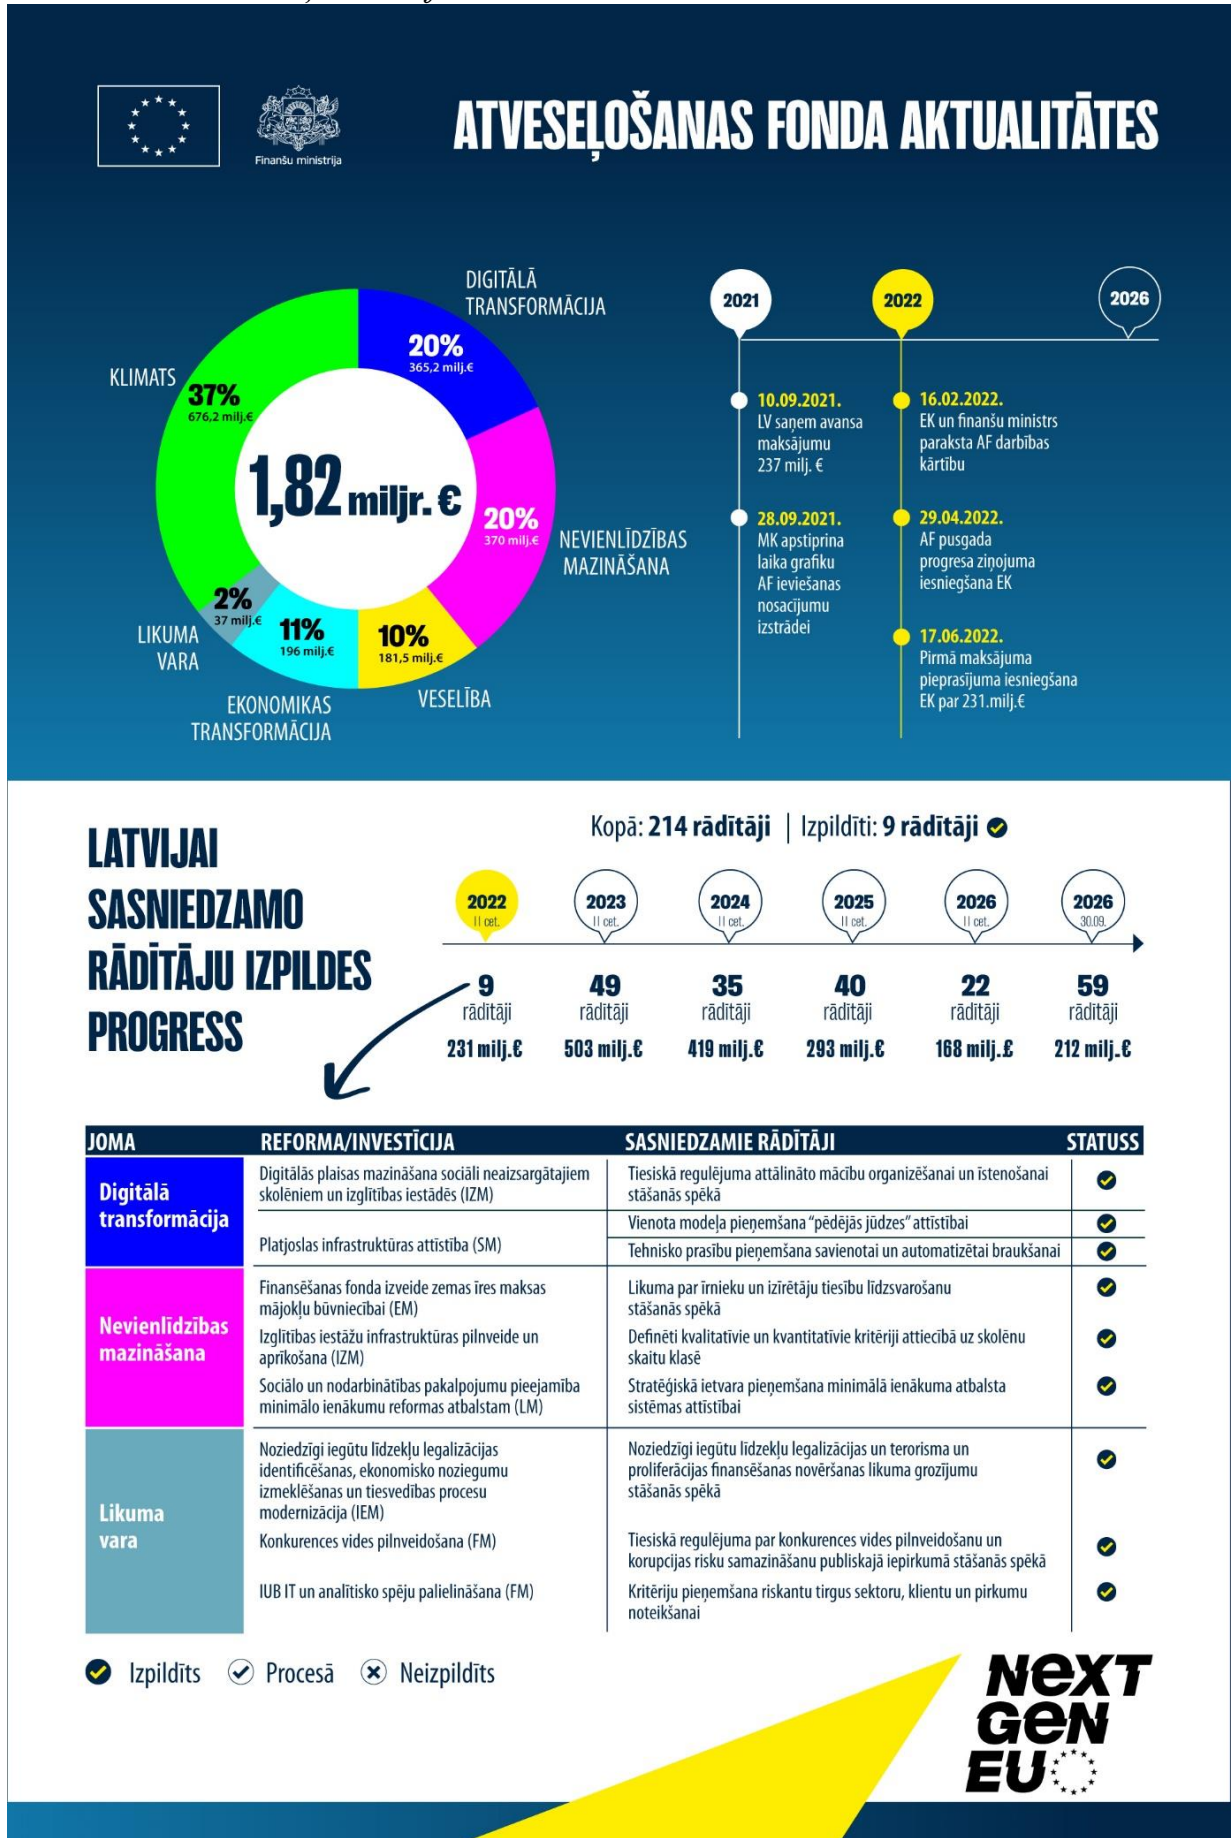 Finanšu ministrija
ATVESEĻOŠANAS FONDA AKTUALITĀTES
DIGITĀLĀ
TRANSFORMĀCIJA
20%
365,2 milj.€
KLIMATS
37%
676,2 milj.€
1,82 miljr. €
20%
370 milj.€
NEVIENLĪDZĪBAS
MAZINĀŠANA
2%
37 milj.€
LIKUMA
VARA
11%
196 milj.€
EKONOMIKAS
TRANSFORMĀCIJA
10%
181,5 milj.€
VESELĪBA
2021
2022
2026
10.09.2021.
LV saņem avansa
maksājumu
237 milj. €
28.09.2021.
MK apstiprina
laika grafiku
AF ieviešanas
nosacījumu
izstrādei
16.02.2022.
EK un finanšu ministrs
paraksta AF darbības
kārtību
29.04.2022.
AF pusgada
progresa ziņojuma
iesniegšana EK
17.06.2022.
Pirmā maksājuma
pieprasījuma iesniegšana
EK par 231.milj.€
LATVIJAI
SASNIEDZAMO
RĀDĪTĀJU IZPILDES
PROGRESS
Kopā: 214 rādītāji | Izpildīti: 9 rādītāji
2022
II cet.
9
rādītāji
231 milj.€
2023
II cet.
49
rādītāji
503 milj.€
2024
II cet.
35
rādītāji
419 milj.€
2025
II cet.
40
rādītāji
293 milj.€
2026
II cet.
22
rādītāji
168 milj.£
2026
30.09.
59
rādītāji
212 milj.€
JOMA REFORMA/INVESTĪCIJA SASNIEDZAMIE RĀDĪTĀJI STATUSS
Digitālā
transformācija
Digitālās plaisas mazināšana sociāli neaizsargātajiem
skolēniem un izglītības iestādēs (IZM)
Tiesiskā regulējuma attālināto mācību organizēšanai un īstenošanai
stāšanās spēkā
Platjoslas infrastruktūras attīstība (SM)
Vienota modeļa pieņemšana “pēdējās jūdzes” attīstībai
Tehnisko prasību pieņemšana savienotai un automatizētai braukšanai
Nevienlīdzības
mazināšana
Finansēšanas fonda izveide zemas īres maksas
mājokļu būvniecībai (EM)
Likuma par īrnieku un izīrētāju tiesību līdzsvarošanu
stāšanās spēkā
Izglītības iestāžu infrastruktūras pilnveide un
aprīkošana (IZM)
Definēti kvalitatīvie un kvantitatīvie kritēriji attiecībā uz skolēnu
skaitu klasē
Sociālo un nodarbinātības pakalpojumu pieejamība
minimālo ienākumu reformas atbalstam (LM)
Stratēģiskā ietvara pieņemšana minimālā ienākuma atbalsta
sistēmas attīstībai
Likuma
vara
Noziedzīgi iegūtu līdzekļu legalizācijas
identificēšanas, ekonomisko noziegumu
izmeklēšanas un tiesvedības procesu
modernizācija (IEM)
Noziedzīgi iegūtu līdzekļu legalizācijas un terorisma un
proliferācijas finansēšanas novēršanas likuma grozījumu
stāšanās spēkā
Konkurences vides pilnveidošana (FM)
Tiesiskā regulējuma par konkurences vides pilnveidošanu un
korupcijas risku samazināšanu publiskajā iepirkumā stāšanās spēkā
IUB IT un analītisko spēju palielināšana (FM)
Kritēriju pieņemšana riskantu tirgus sektoru, klientu un pirkumu
noteikšanai
Izpildīts Procesā Neizpildīts
NEXT
GEN
EU